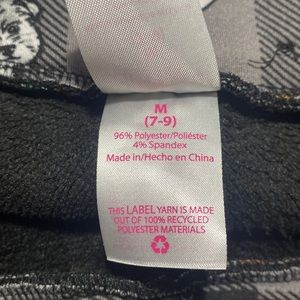 M
(7-9)
96% Polyester/Poliéster
4% Spandex
Made in/Hecho en China
THIS LABEL YARN IS MADE
OUT OF 100% RECYCLED
POLYESTER MATERIALS